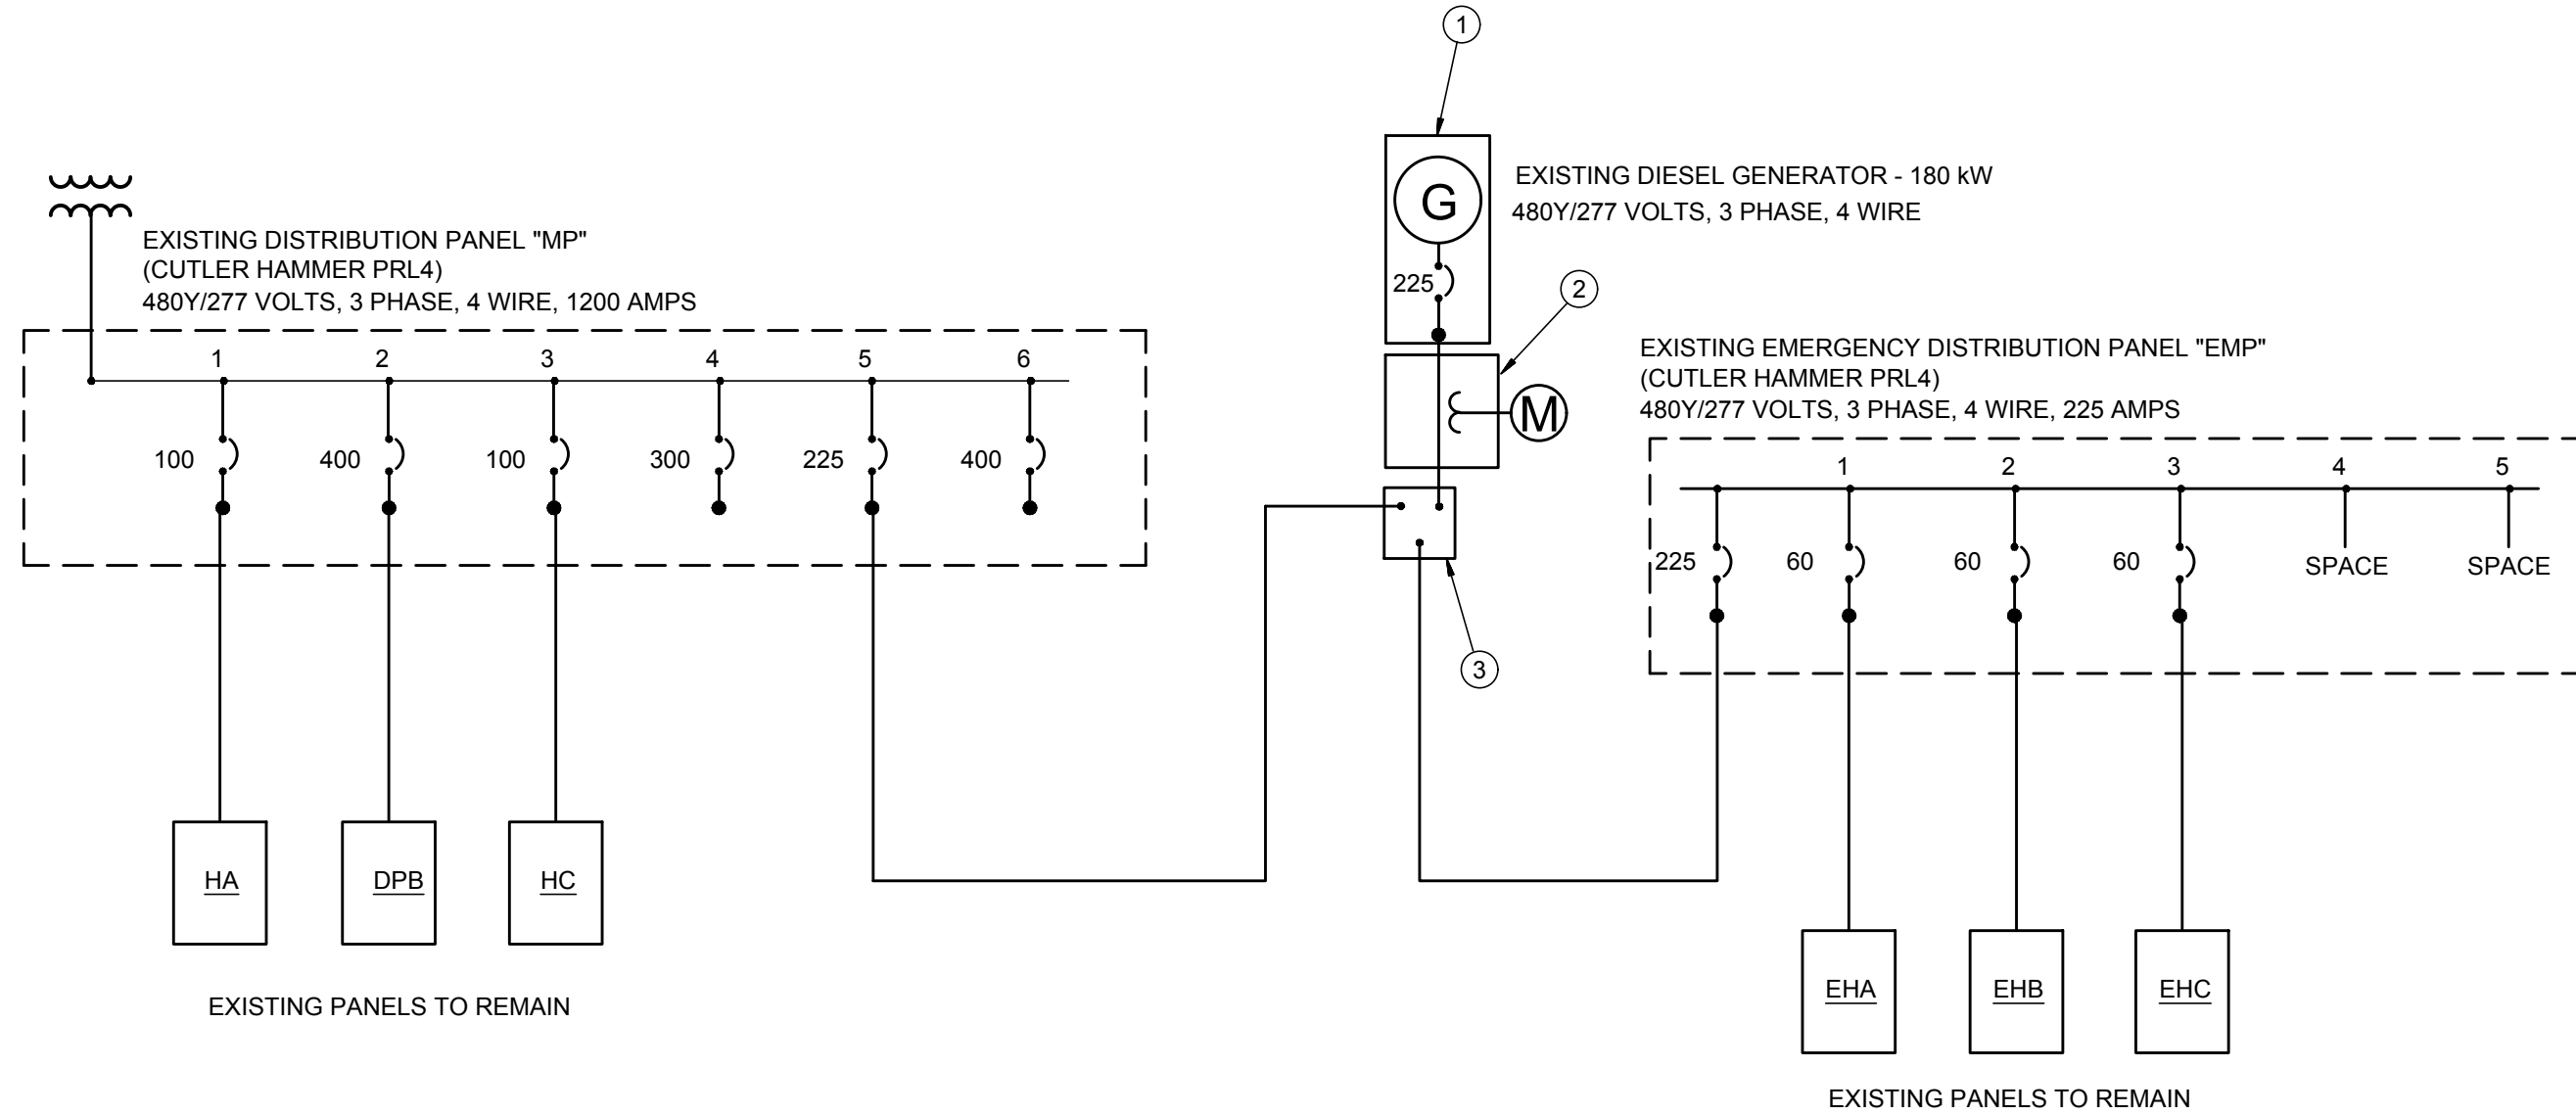 1
EXISTING DIESEL GENERATOR - 180 kW
480Y/277 VOLTS, 3 PHASE, 4 WIRE
G
225
2
M
3
EXISTING DISTRIBUTION PANEL "MP"
(CUTLER HAMMER PRL4)
480Y/277 VOLTS, 3 PHASE, 4 WIRE, 1200 AMPS
1 2 3 4 5 6
100 400 100 300 225 400
HA DPB HC
EXISTING PANELS TO REMAIN
EXISTING EMERGENCY DISTRIBUTION PANEL "EMP"
(CUTLER HAMMER PRL4)
480Y/277 VOLTS, 3 PHASE, 4 WIRE, 225 AMPS
1 2 3 4 5
225 60 60 60 SPACE SPACE
EHA EHB EHC
EXISTING PANELS TO REMAIN